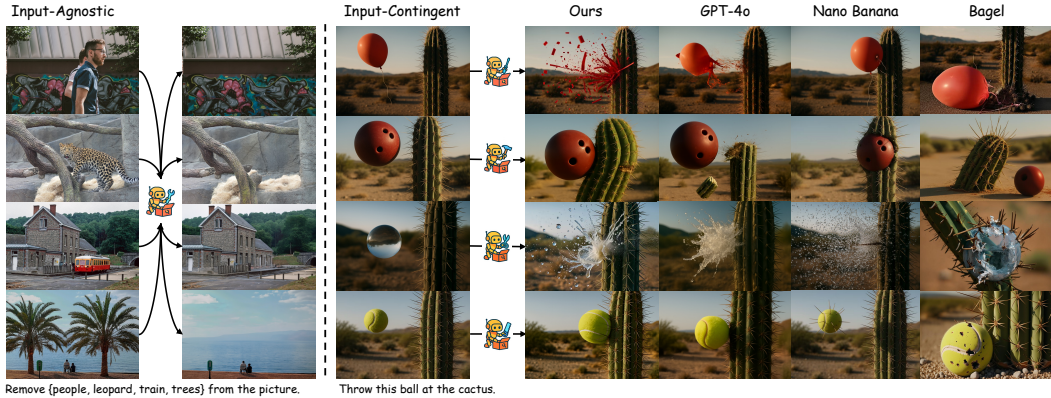 Input-Agnostic
Input-Contingent
Ours
GPT-4o
Nano Banana
Bagel
Remove {people, leopard, train, trees} from the picture.
Throw this ball at the cactus.